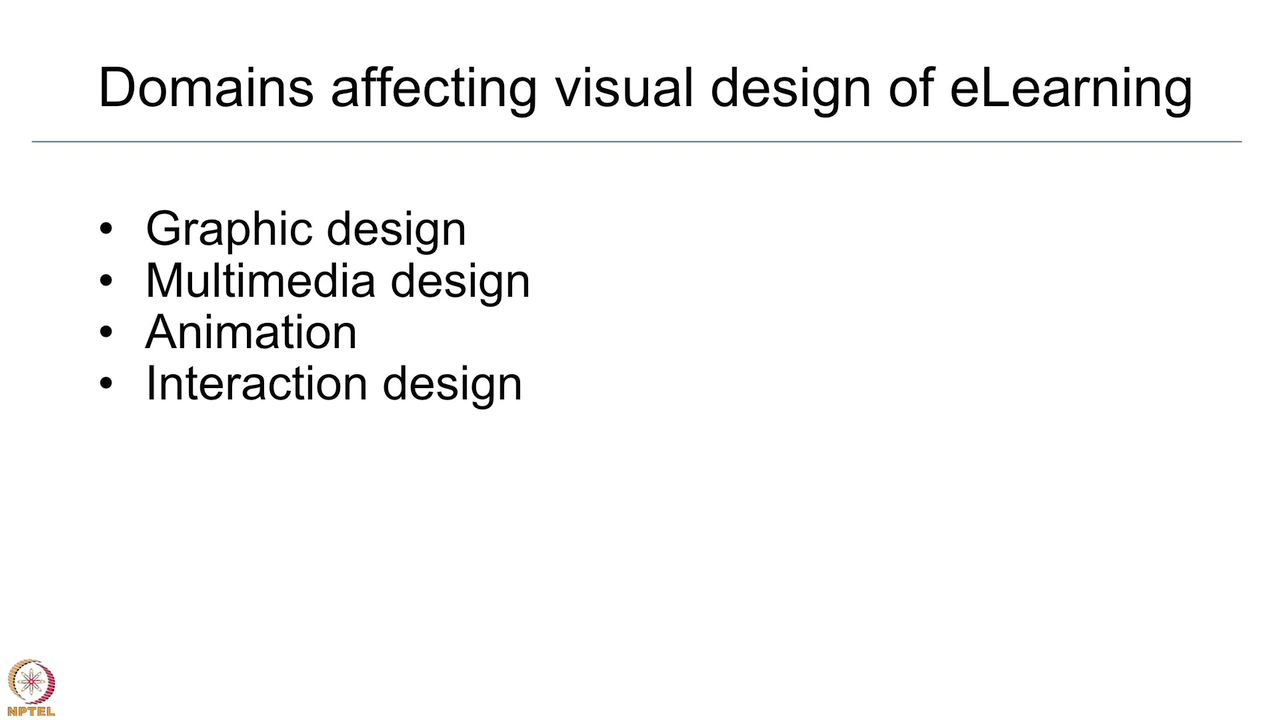 Domains affecting visual design of eLearning
• Graphic design
• Multimedia design
• Animation
• Interaction design
NPTEL